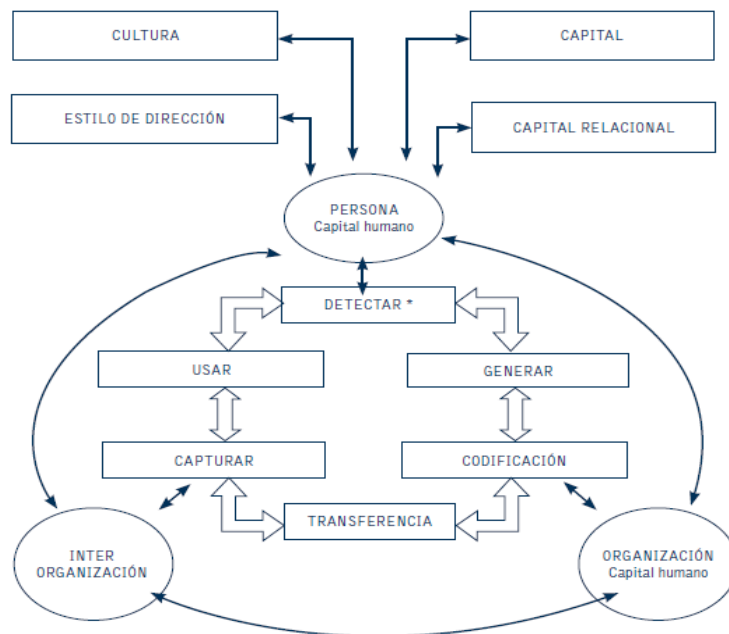 CULTURA
CAPITAL
ESTILO DE DIRECCIÓN
CAPITAL RELACIONAL
PERSONA
Capital humano
DETECTAR *
USAR
GENERAR
CAPTURAR
CODIFICACIÓN
TRANSFERENCIA
INTER
ORGANIZACIÓN
ORGANIZACIÓN
Capital humano